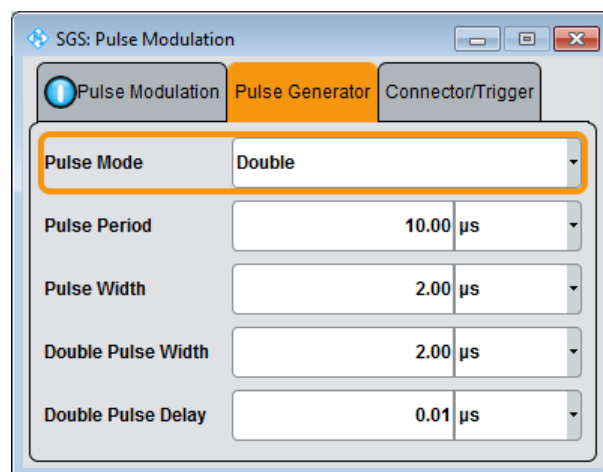 SGS: Pulse Modulation
Pulse Modulation Pulse Generator Connector/Trigger
Pulse Mode Double
Pulse Period 10.00 µs
Pulse Width 2.00 µs
Double Pulse Width 2.00 µs
Double Pulse Delay 0.01 µs